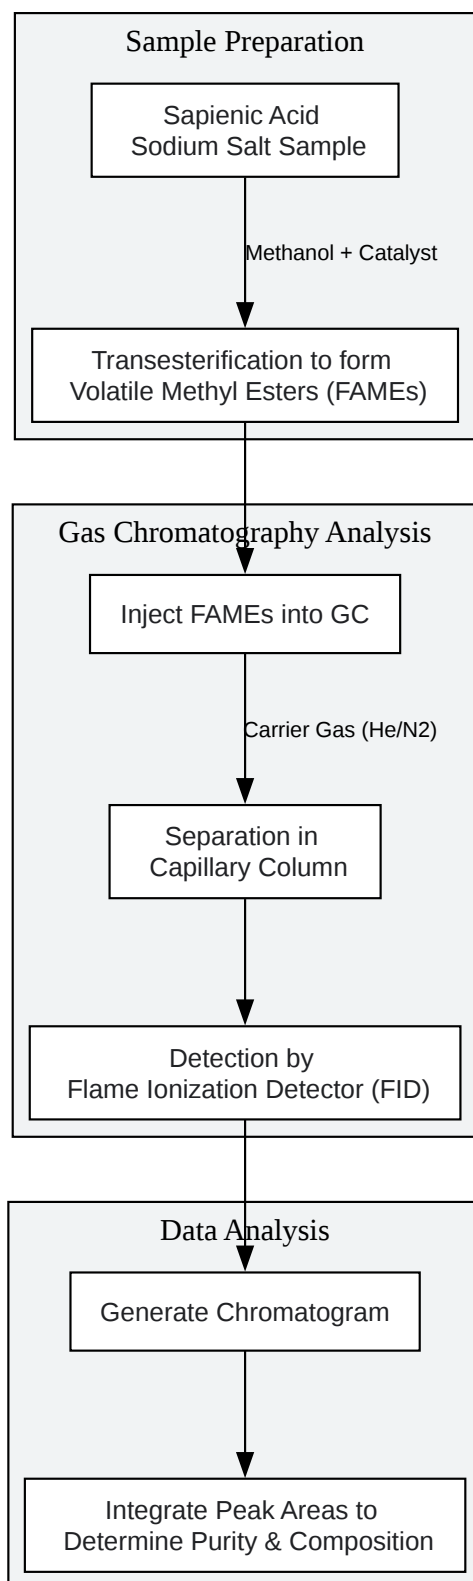 Sample Preparation
Sapienic Acid
Sodium Salt Sample
Methanol + Catalyst
Transesterification to form
Volatile Methyl Esters (FAMEs)
Gas Chromatography Analysis
Inject FAMEs into GC
Carrier Gas (He/N2)
Separation in
Capillary Column
Detection by
Flame Ionization Detector (FID)
Data Analysis
Generate Chromatogram
Integrate Peak Areas to
Determine Purity & Composition